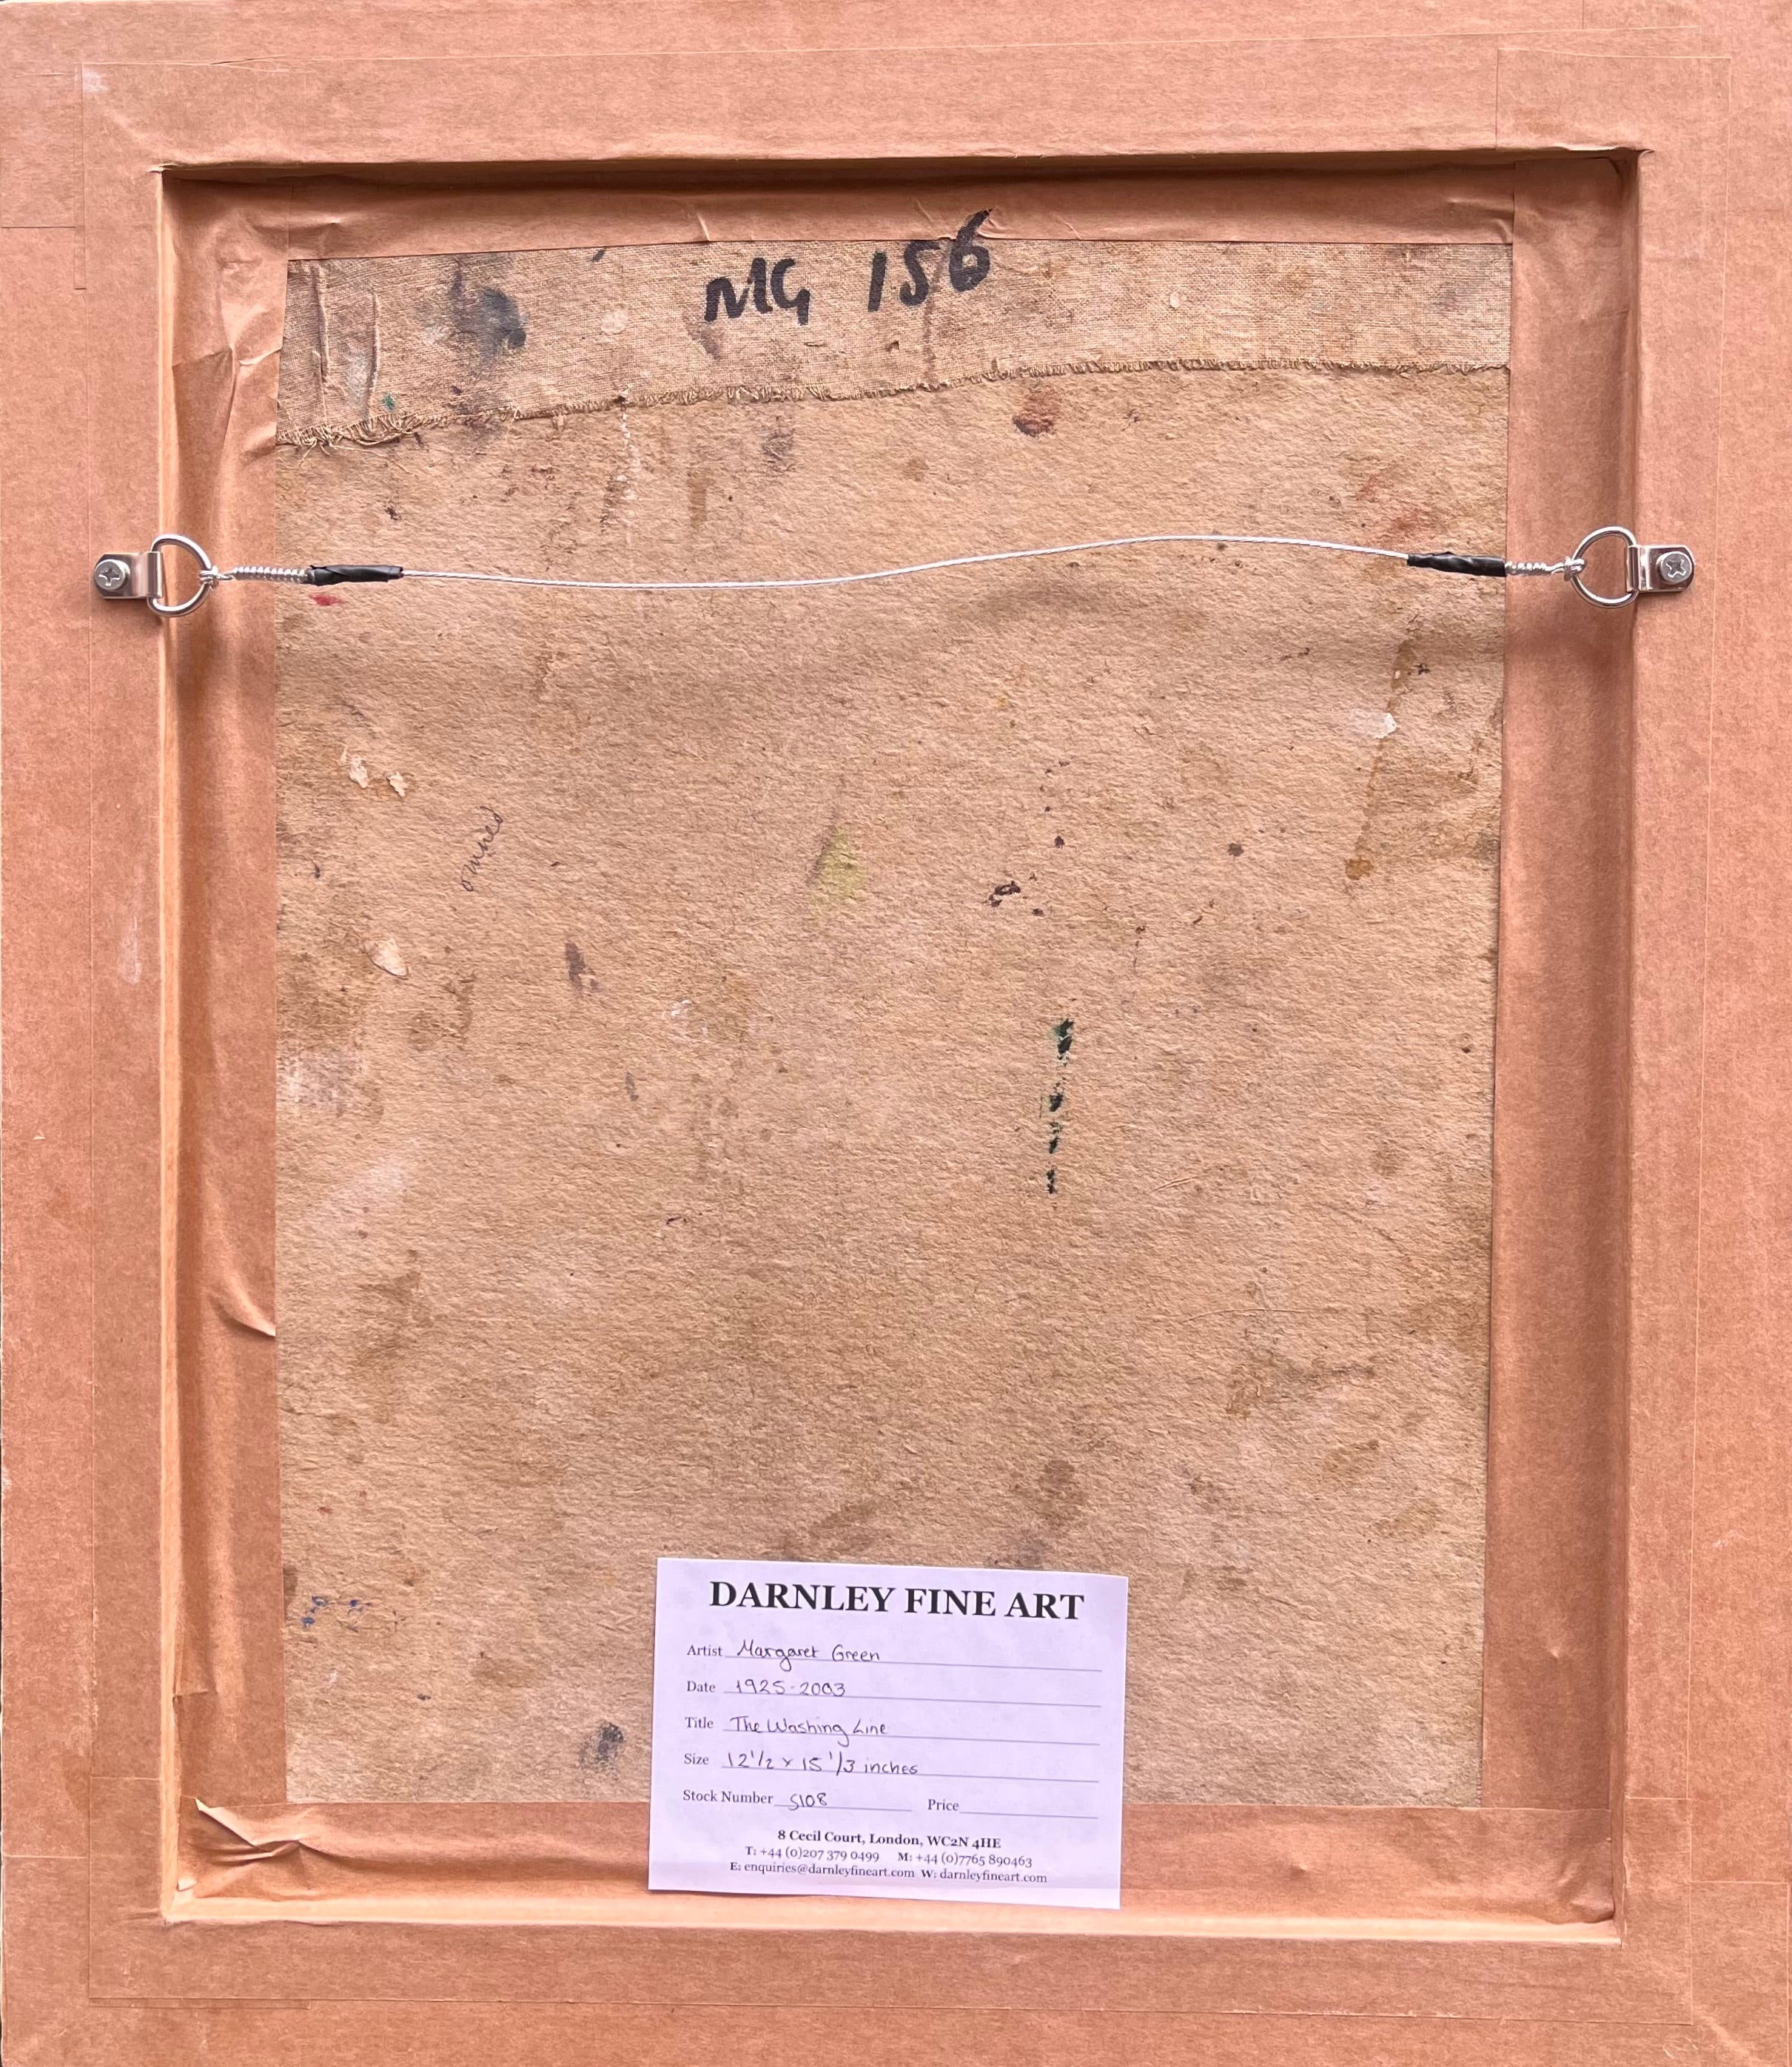 MG 156
DARNLEY FINE ART
Artist Margaret Green
Date 1925-2003
Title The Washing Line
Size 12 1/2 x 15 1/3 inches
Stock Number S108 Price
8 Cecil Court, London, WC2N 4HE
T: +44 (0)207 379 0499 M: +44 (0)7765 890463
E: enquiries@darnleyfineart.com W: darnleyfineart.com